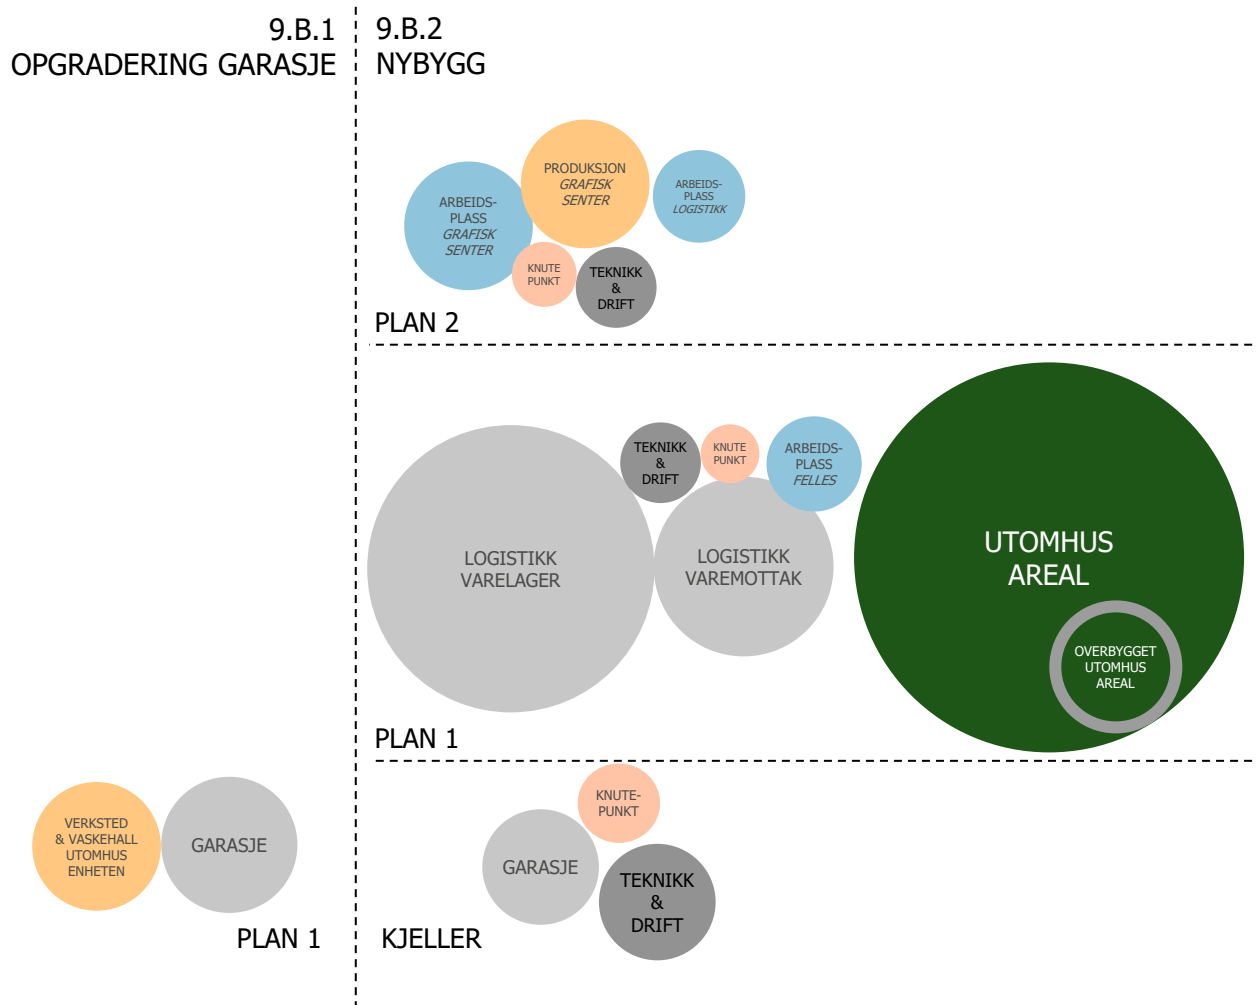 9.B.1
OPGRADERING GARASJE
9.B.2
NYBYGG
ARBEIDS-
PLASS
GRAFISK
SENTER
PRODUKSJON
GRAFISK
SENTER
ARBEIDS-
PLASS
LOGISTIKK
KNUTE
PUNKT
TEKNIKK
&
DRIFT
PLAN 2
LOGISTIKK
VARELAGER
TEKNIKK
&
DRIFT
KNUTE
PUNKT
ARBEIDS-
PLASS
FELLES
LOGISTIKK
VAREMOTTAK
UTOMHUS
AREAL
OVERBYGGET
UTOMHUS
AREAL
PLAN 1
VERKSTED
& VASKEHALL
UTOMHUS
ENHETEN
GARASJE
PLAN 1
KNUTE-
PUNKT
GARASJE
TEKNIKK
&
DRIFT
KJELLER